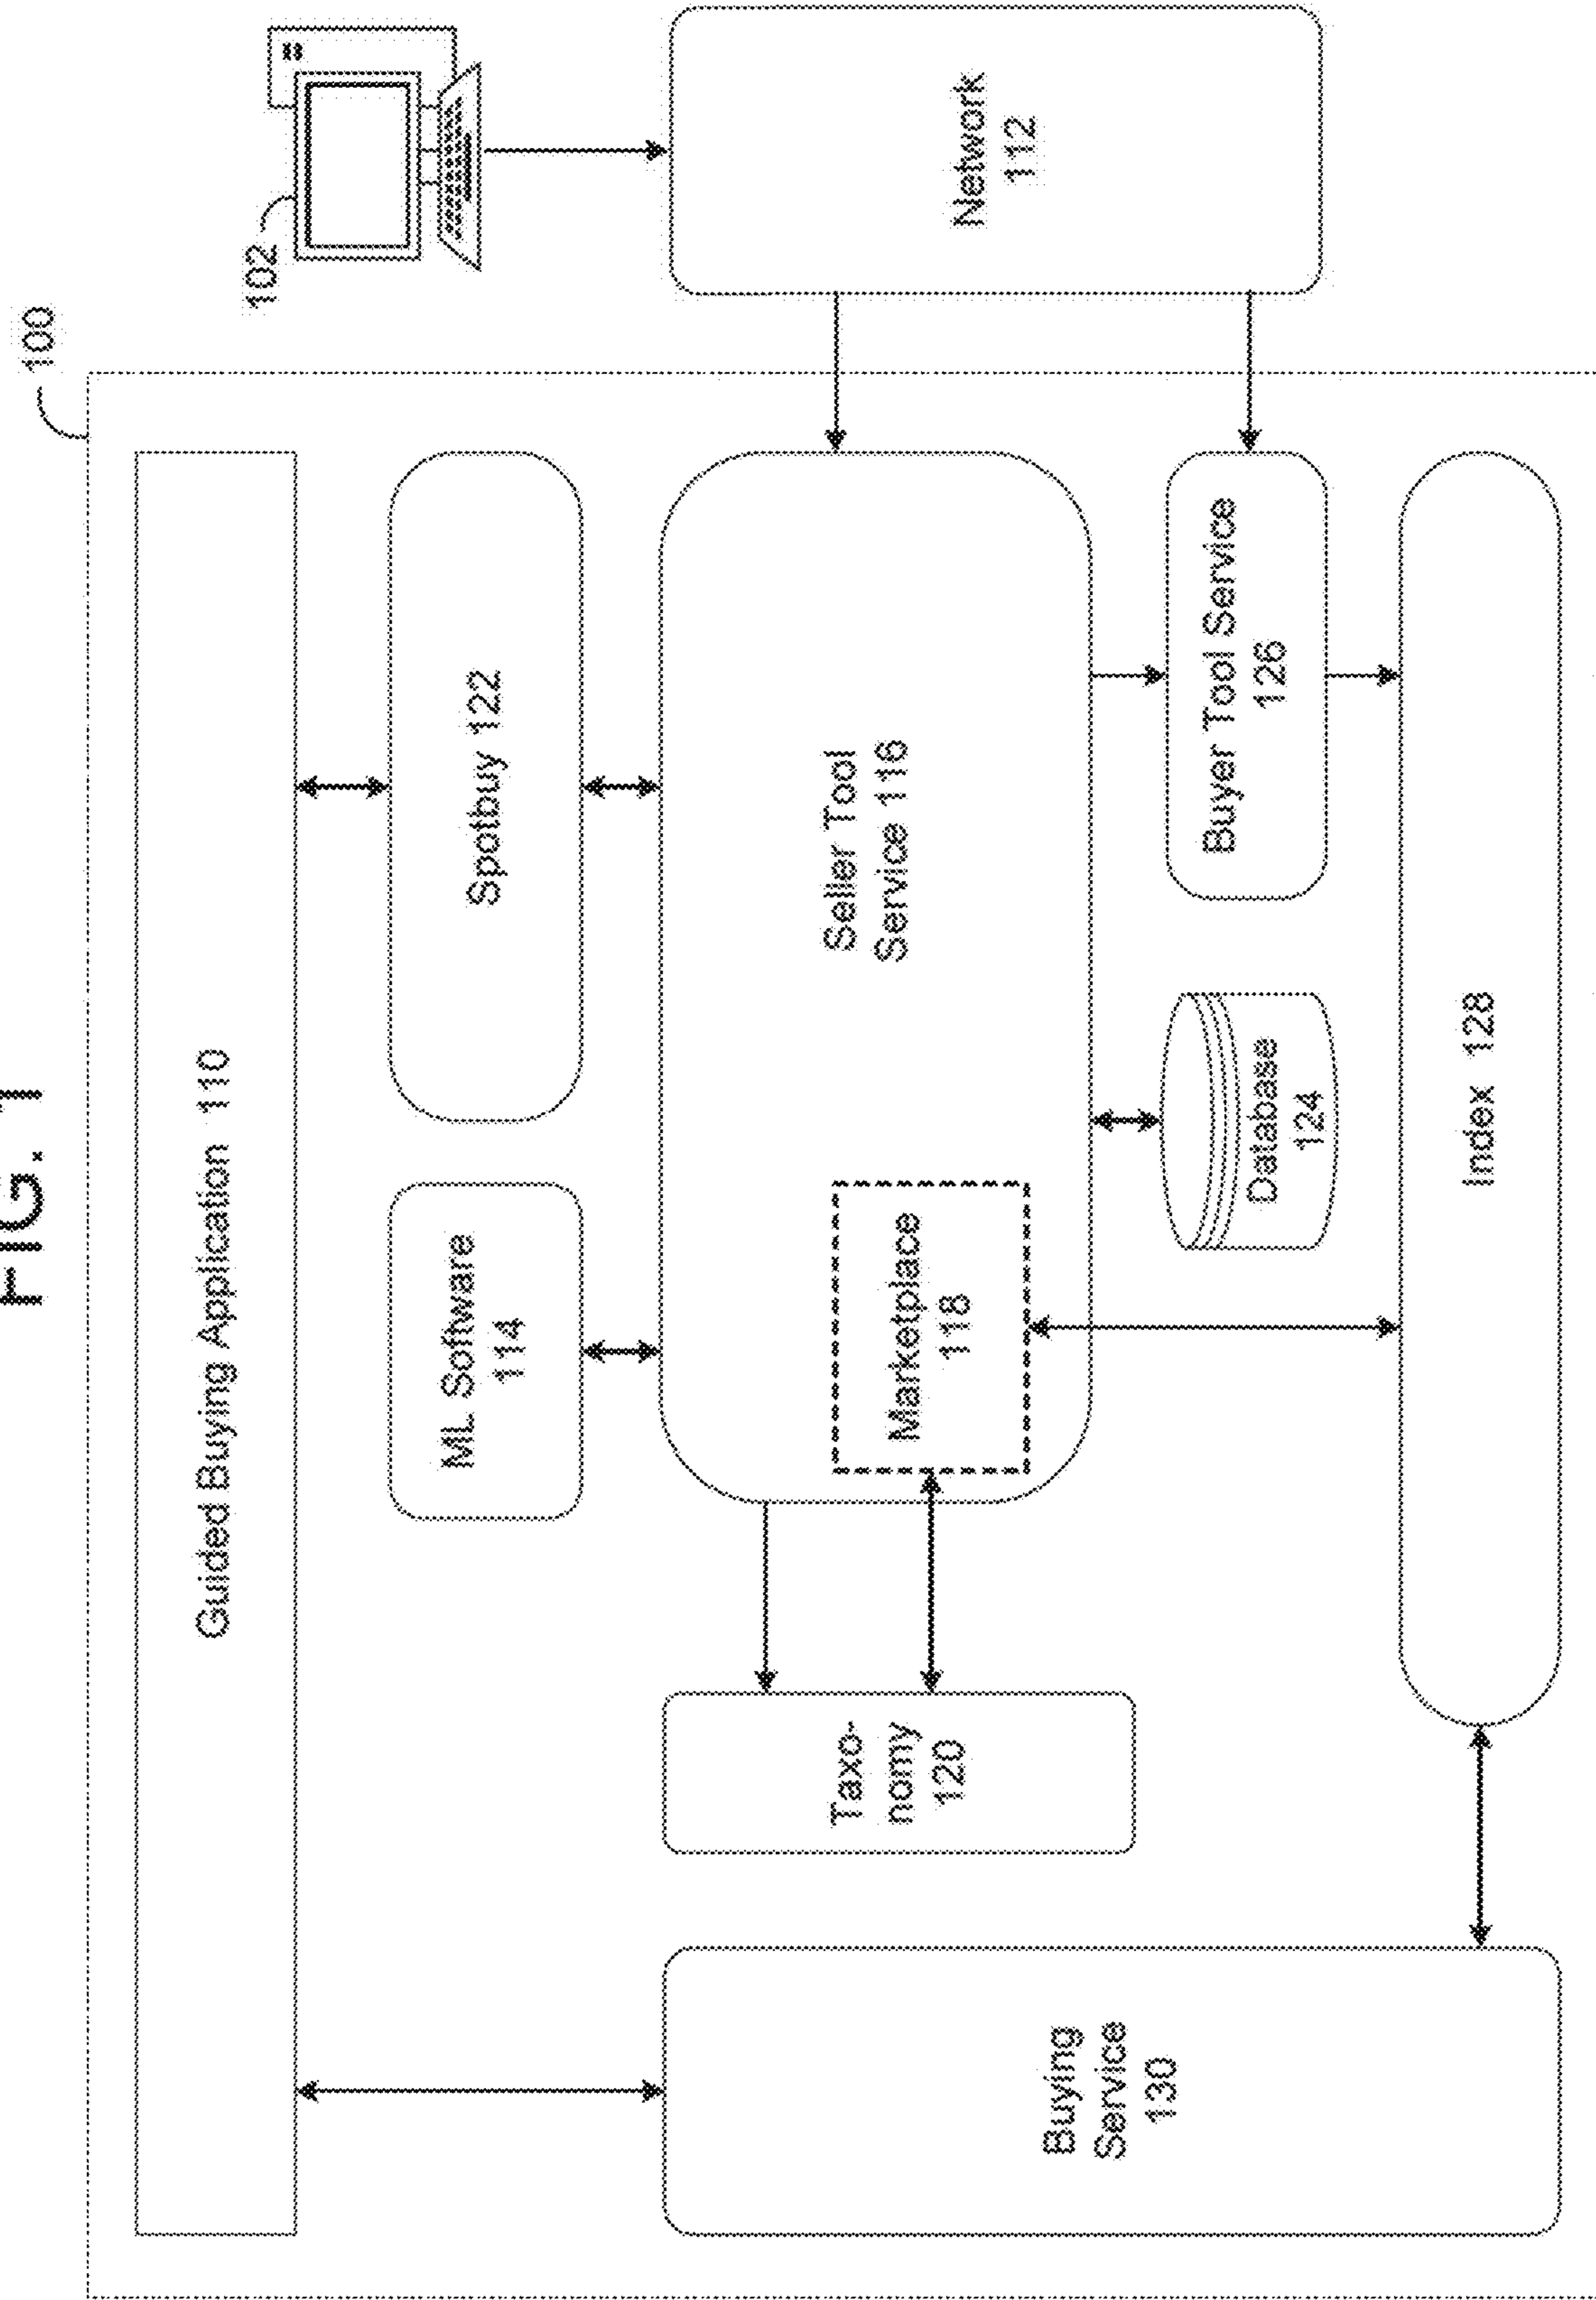 FIG. 1
100
102
Guided Buying Application 110
ML Software
114
Spotbuy 122
Seller Tool
Service 116
Marketplace
118
Network
112
Taxo-
nomy
120
Buying
Service
130
Database
124
Buyer Tool Service
126
Index 128